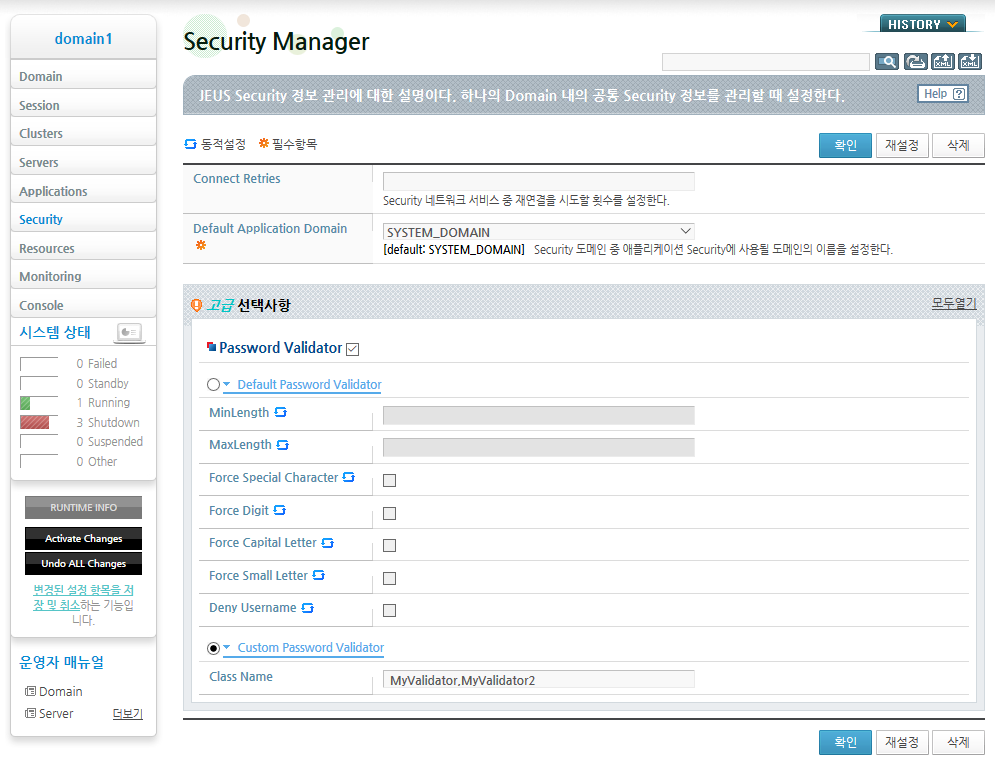 domain1
Domain
Session
Clusters
Servers
Applications
Security
Resources
Monitoring
Console
시스템 상태
0 Failed
0 Standby
1 Running
3 Shutdown
0 Suspended
0 Other
RUNTIME INFO
Activate Changes
Undo ALL Changes
변경된 설정 항목을 저
장 및 취소하는 기능입
니다.
운영자 매뉴얼
Domain
Server 더보기
HISTORY
Security Manager
XML XML
JEUS Security 정보 관리에 대한 설명이다. 하나의 Domain 내의 공통 Security 정보를 관리할 때 설정한다.
Help ?
동적설정 필수항목
확인 재설정 삭제
Connect Retries
Security 네트워크 서비스 중 재연결을 시도할 횟수를 설정한다.
Default Application Domain
SYSTEM_DOMAIN
[default: SYSTEM_DOMAIN] Security 도메인 중 애플리케이션 Security에 사용될 도메인의 이름을 설정한다.
고급 선택사항 모두열기
Password Validator
Default Password Validator
MinLength
MaxLength
Force Special Character
Force Digit
Force Capital Letter
Force Small Letter
Deny Username
Custom Password Validator
Class Name MyValidator,MyValidator2
확인 재설정 삭제